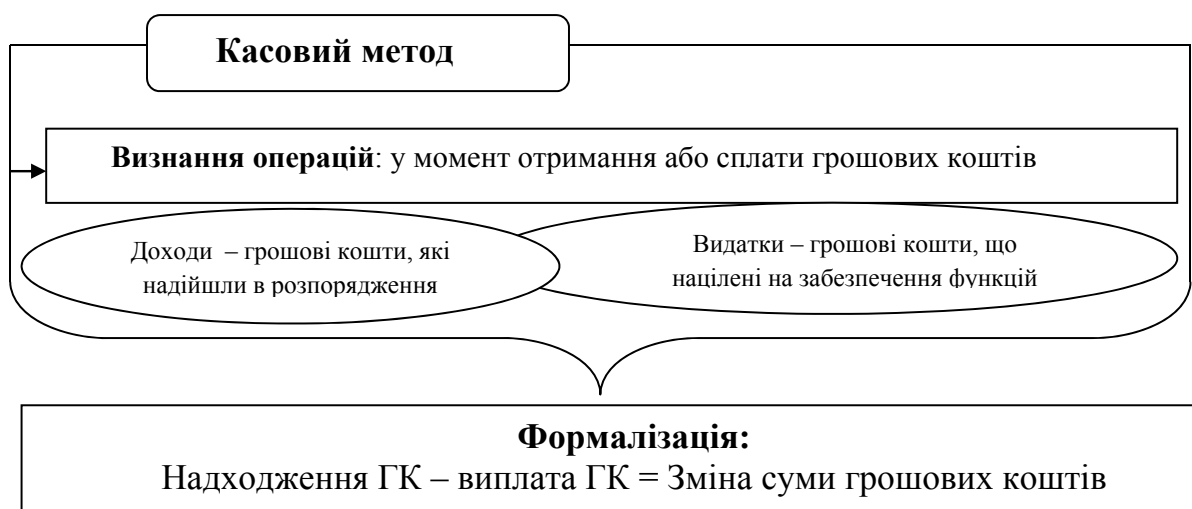 Касовий метод
Визнання операцій: у момент отримання або сплати грошових коштів
Доходи – грошові кошти, які
надійшли в розпорядження
Видатки – грошові кошти, що
націлені на забезпечення функцій
Формалізація:
Надходження ГК – виплата ГК = Зміна суми грошових коштів